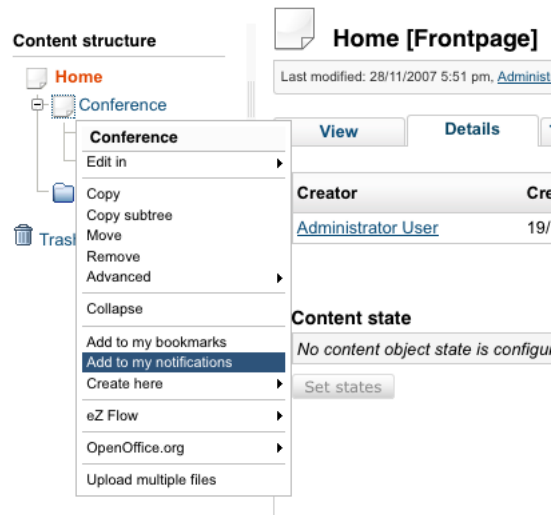 Content structure
Home
Conference
Trash
Conference
Edit in
Copy
Copy subtree
Move
Remove
Advanced
Collapse
Add to my bookmarks
Add to my notifications
Create here
eZ Flow
OpenOffice.org
Upload multiple files
Home [Frontpage]
Last modified: 28/11/2007 5:51 pm, Administ
View Details
Creator Cre
Administrator User 19/
Content state
No content object state is configu
Set states